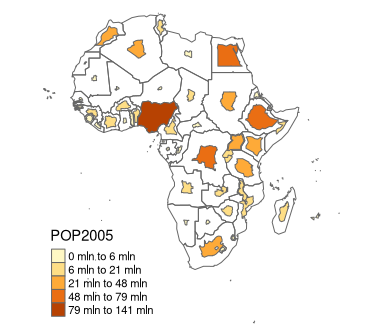 POP2005
0 mln to 6 mln
6 mln to 21 mln
21 mln to 48 mln
48 mln to 79 mln
79 mln to 141 mln